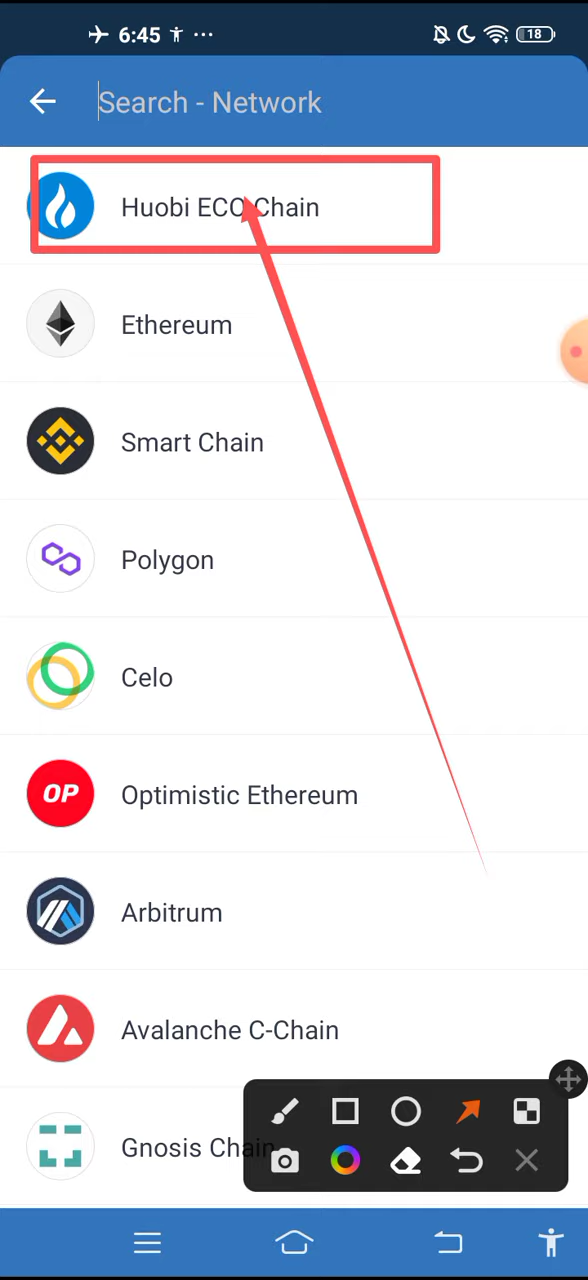 6:45
18
Search - Network
Huobi ECO Chain
Ethereum
Smart Chain
Polygon
Celo
OP
Optimistic Ethereum
Arbitrum
Avalanche C-Chain
Gnosis Chain